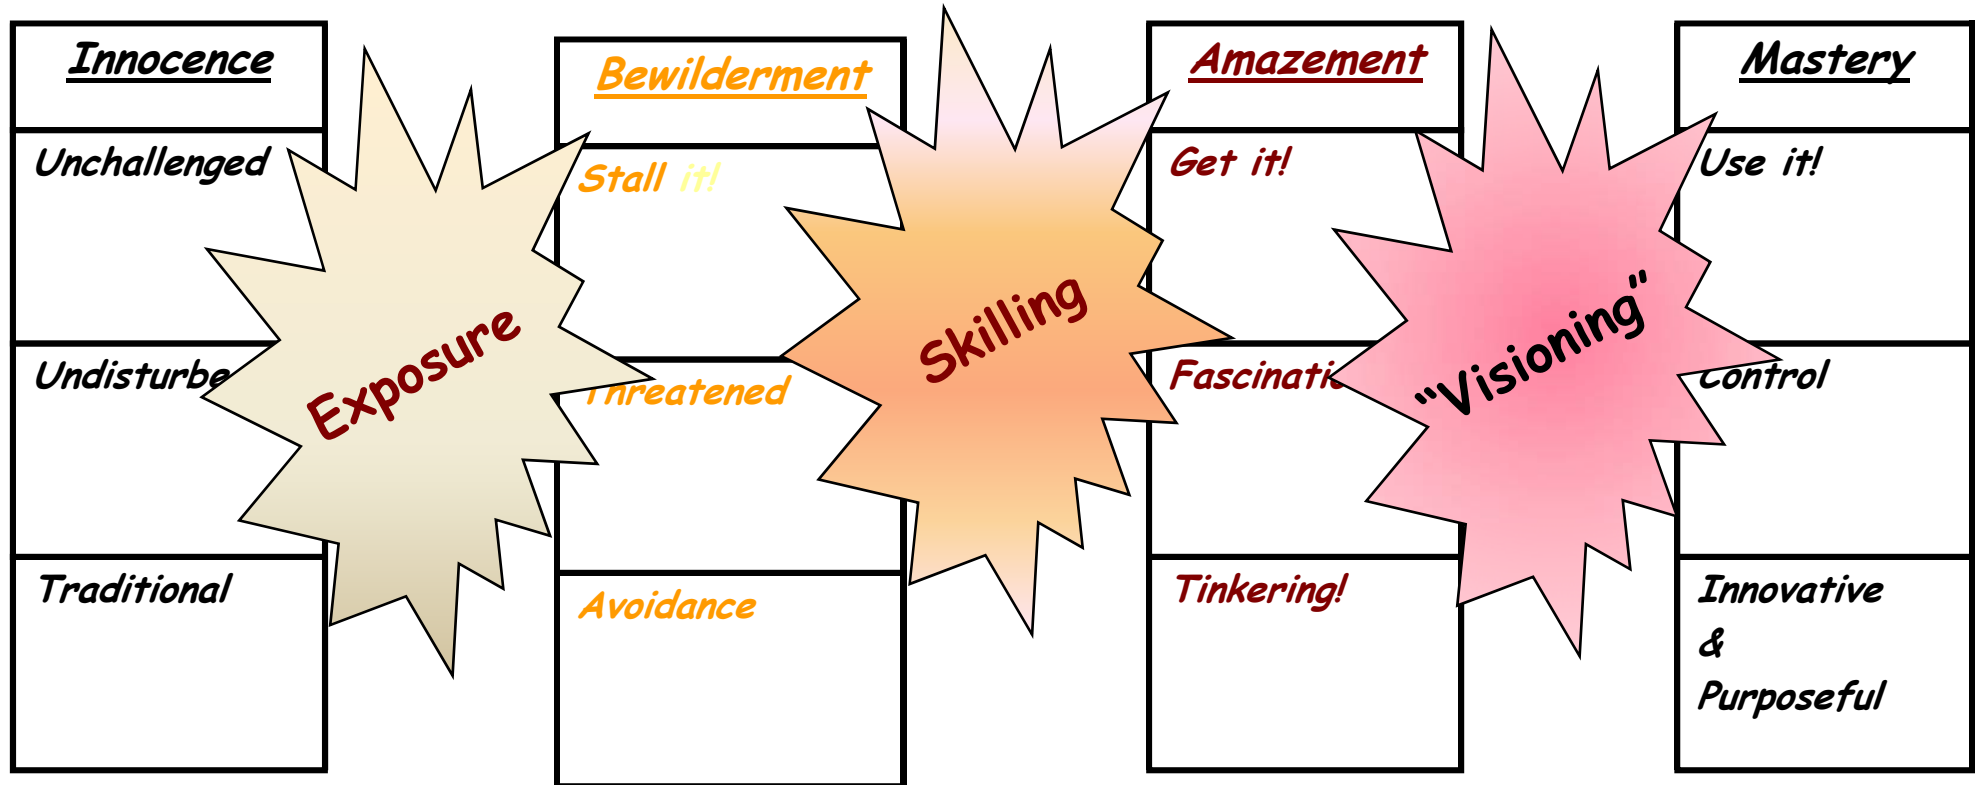 Innocence
Unchallenged
Undisturbe
Traditional
Exposure
Bewilderment
Stall it!
Threatened
Avoidance
Skilling
Amazement
Get it!
Fascinati
Tinkering!
"Visioning"
Mastery
Use it!
Control
Innovative
&
Purposeful